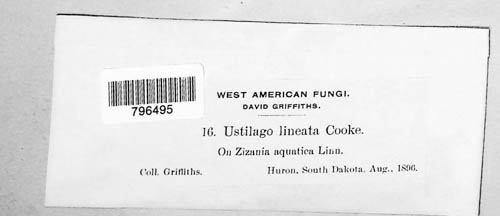 796495
WEST AMERICAN FUNGI.
DAVID GRIFFITHS.
16. Ustilago lineata Cooke.
On Zizania aquatica Linn.
Coll. Griffiths. Huron, South Dakota, Aug., 1896.